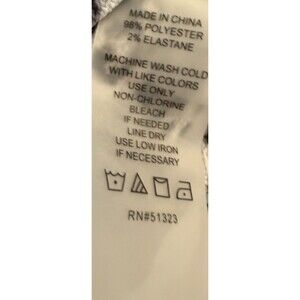 MADE IN CHINA
98% POLYESTER
2% ELASTANE
MACHINE WASH COLD
WITH LIKE COLORS
USE ONLY
NON-CHLORINE
BLEACH
IF NEEDED
LINE DRY
USE LOW IRON
IF NECESSARY
RN#51323